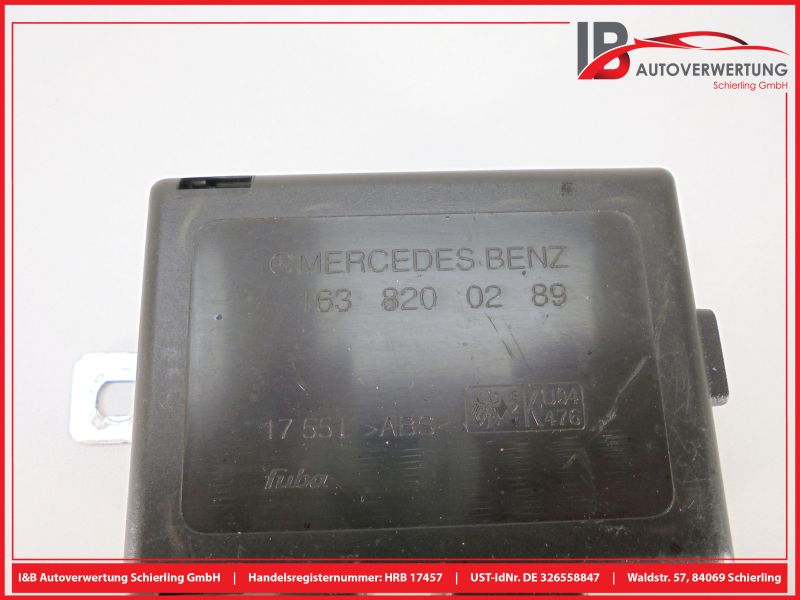 IB
AUTOVERWERTUNG
Schierling GmbH
MERCEDES-BENZ
163 820 02 89
17 551 >ABS<
K 476
fuba
I&B Autoverwertung Schierling GmbH | Handelsregisternummer: HRB 17457 | UST-IdNr. DE 326558847 | Waldstr. 57, 84069 Schierling